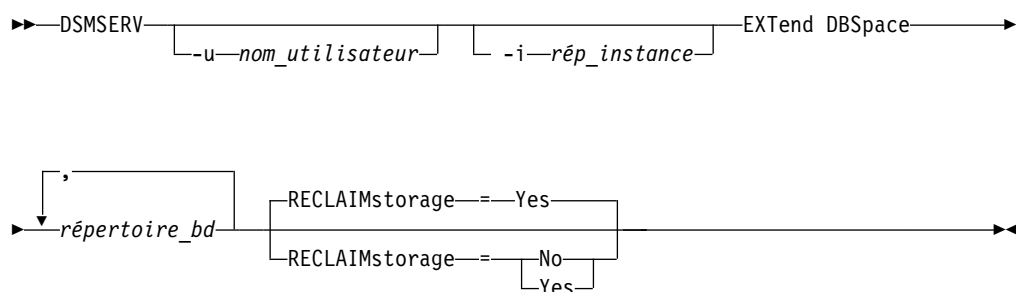 DSMSERV -u nom_utilisateur -i rép_instance EXTend DBSpace
,
répertoire_bd RECLAIMstorage = Yes
RECLAIMstorage = No
Yes